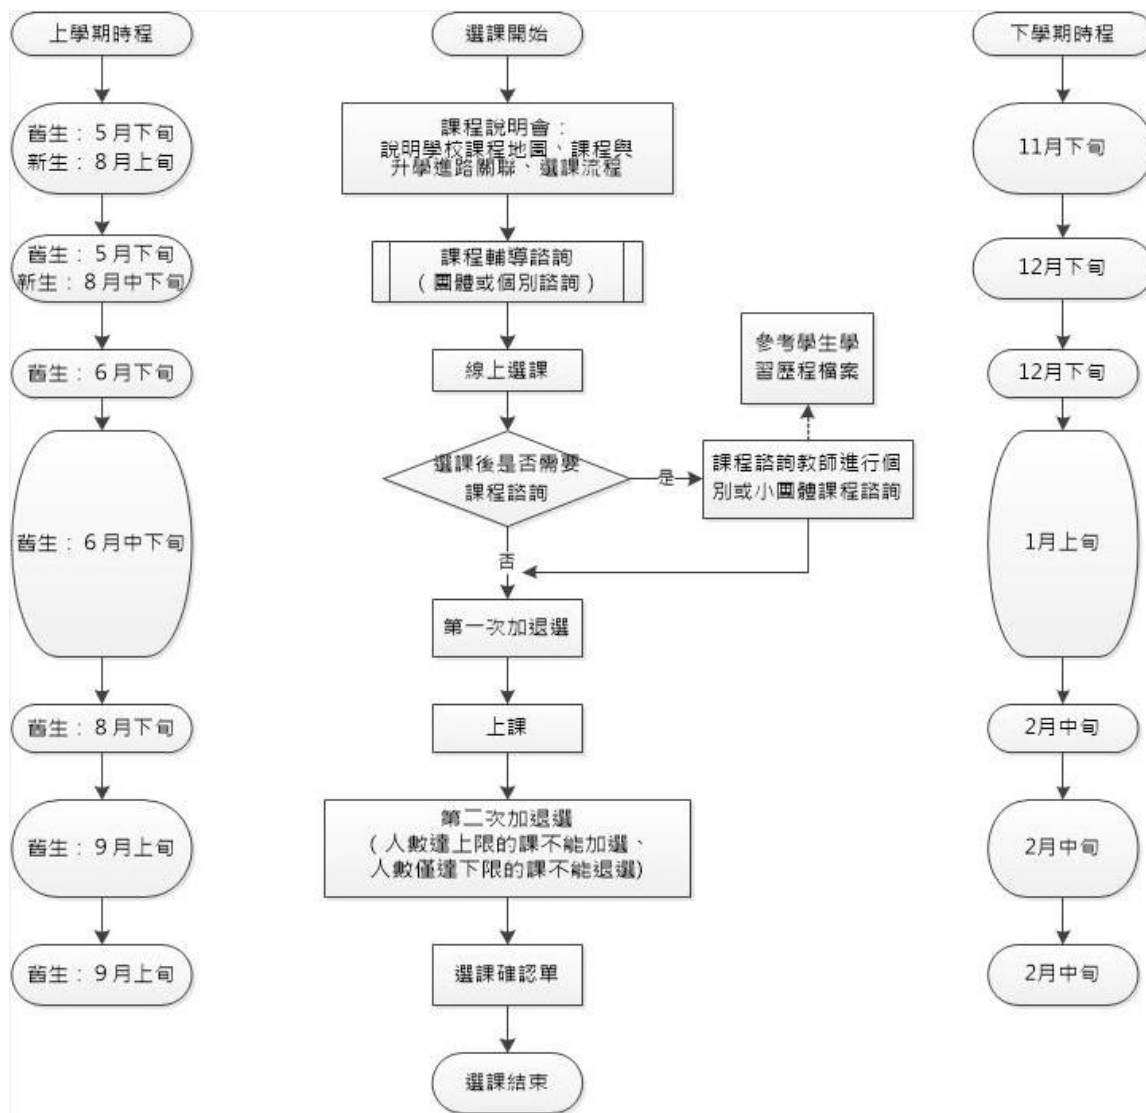 上學期時程
選課開始
下學期時程
舊生：5月下旬
新生：8月上旬
課程說明會：
說明學校課程地圖、課程與
升學進路關聯、選課流程
11月下旬
舊生：5月下旬
新生：8月中下旬
課程輔導諮詢
（團體或個別諮詢）
12月下旬
舊生：6月下旬
線上選課
參考學生學
習歷程檔案
12月下旬
舊生：6月中下旬
選課後是否需要
課程諮詢
是
課程諮詢教師進行個
別或小團體課程諮詢
1月上旬
否
第一次加退選
舊生：8月下旬
上課
2月中旬
舊生：9月上旬
第二次加退選
（人數達上限的課不能加選、
人數僅達下限的課不能退選)
2月中旬
舊生：9月上旬
選課確認單
2月中旬
選課結束